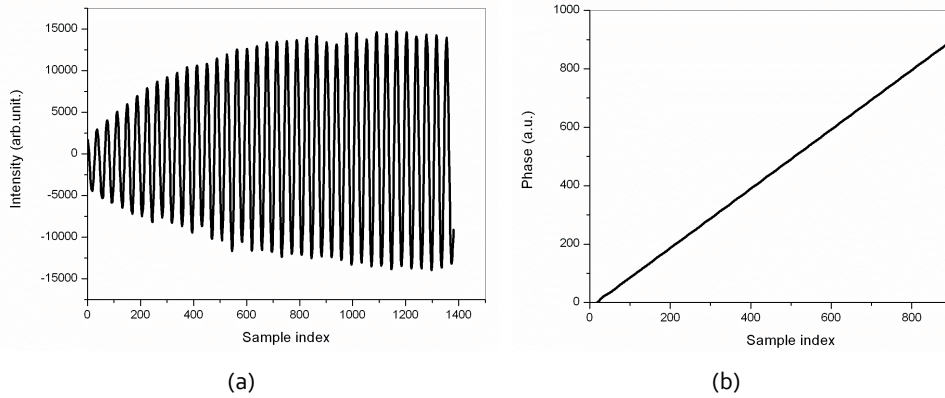 15000
10000
5000
0
-5000
-10000
-15000
Intensity (arb.unit.)
0 200 400 600 800 1000 1200 1400
Sample index
(a)
1000
800
600
400
200
0
Phase (a.u.)
0 200 400 600 800
Sample index
(b)